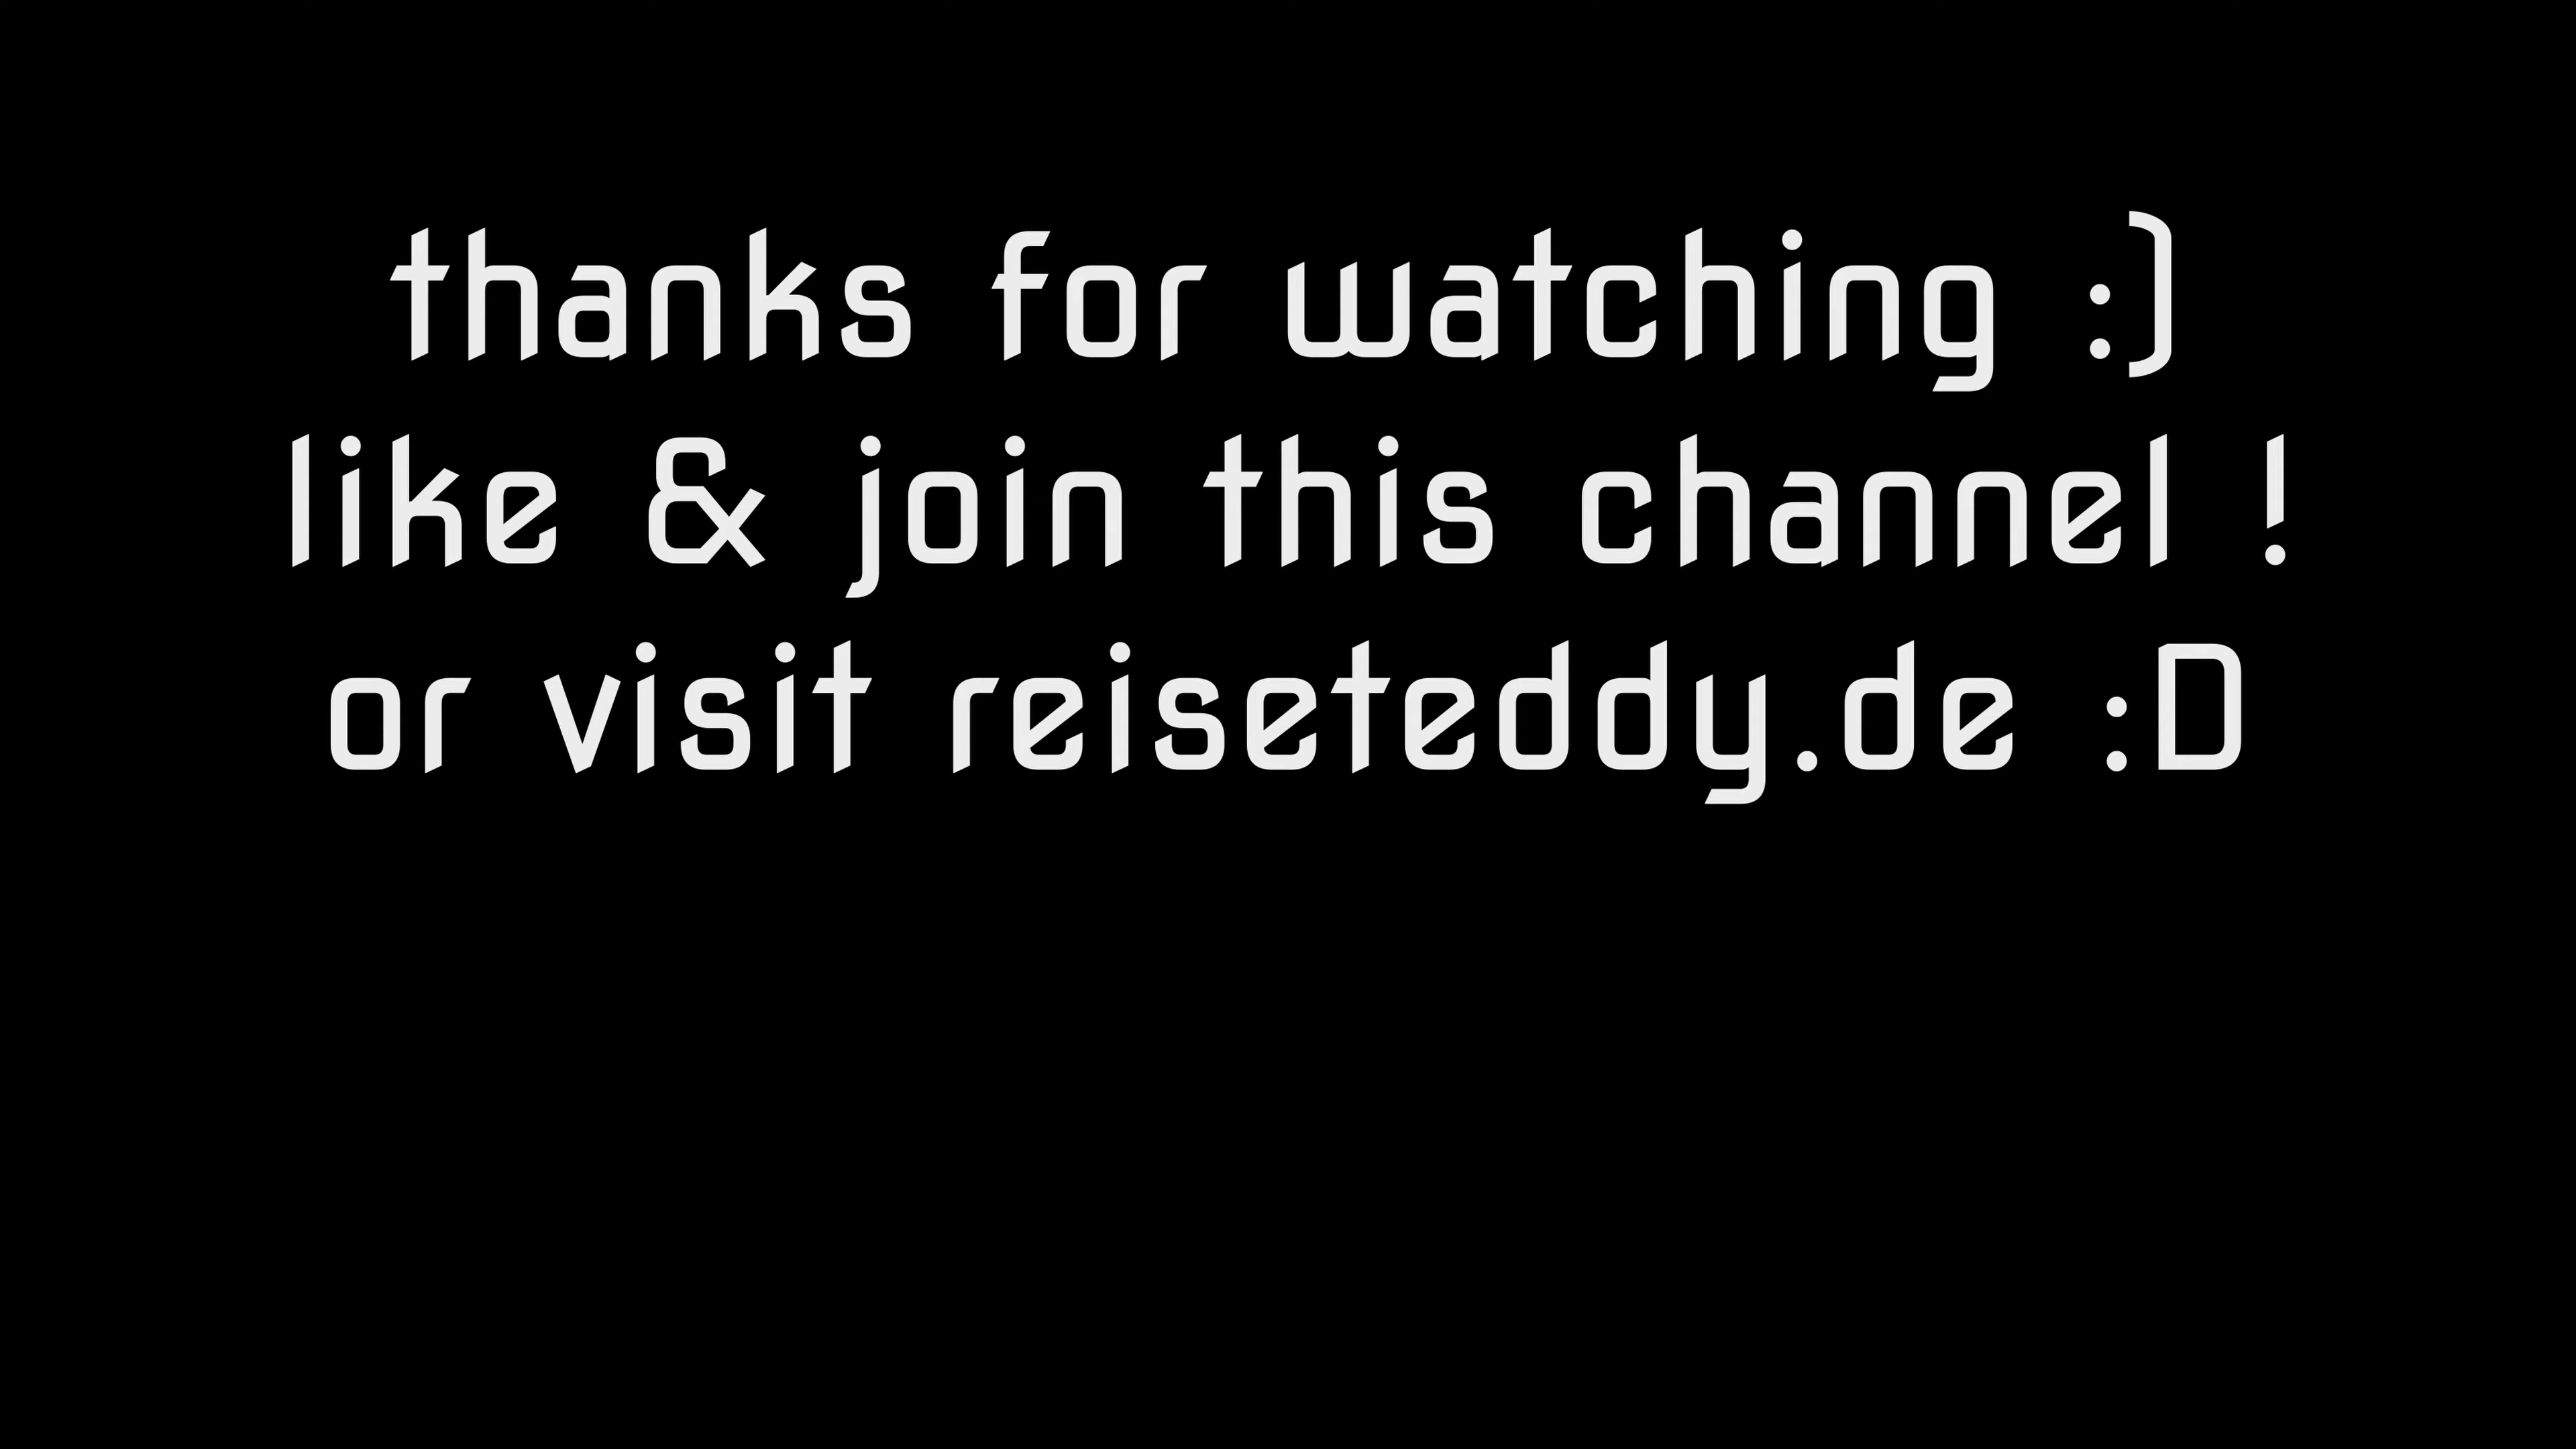 thanks for watching :)
like & join this channel !
or visit reiseteddy.de :D